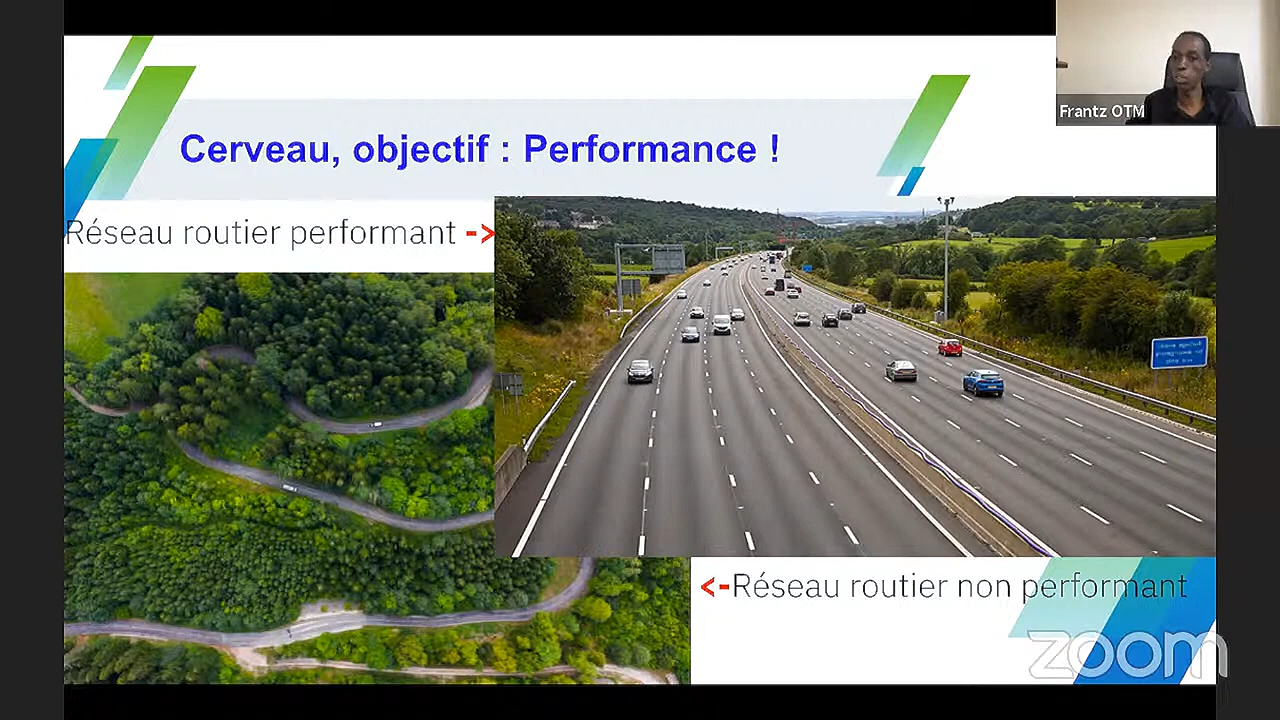 Frantz OTM
Cerveau, objectif : Performance !
Réseau routier performant ->
<-Réseau routier non performant
zoom